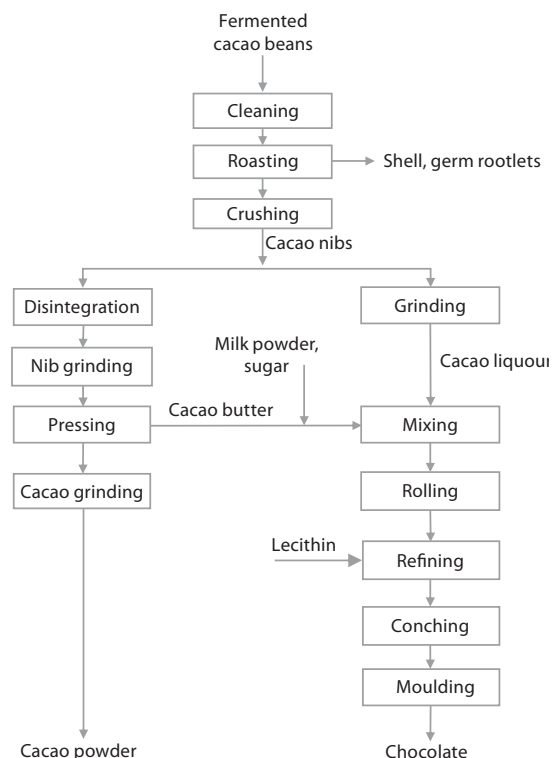 Fermented
cacao beans
Cleaning
Roasting
Shell, germ rootlets
Crushing
Cacao nibs
Disintegration
Grinding
Nib grinding
Milk powder,
sugar
Cacao liquour
Pressing
Cacao butter
Mixing
Cacao grinding
Rolling
Lecithin
Refining
Conching
Moulding
Cacao powder
Chocolate